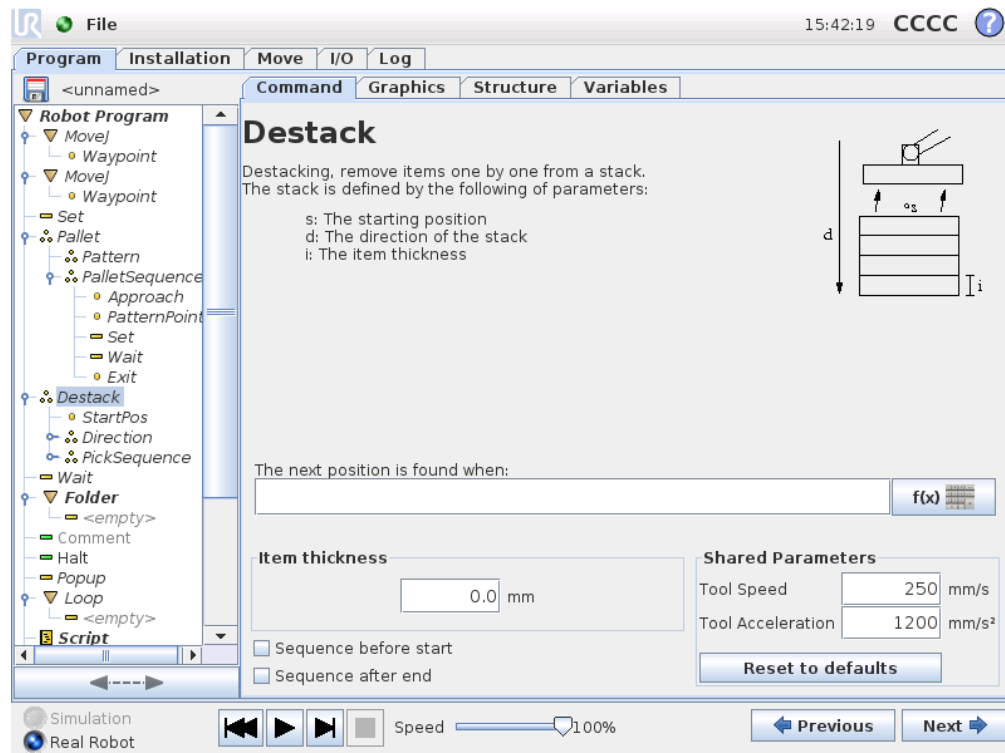 UR File 15:42:19 CCCC ?
Program Installation Move I/O Log
<unnamed>
Command Graphics Structure Variables
Robot Program
MoveJ
Waypoint
MoveJ
Waypoint
Set
Pallet
Pattern
PalletSequence
Approach
PatternPoint
Set
Wait
Exit
Destack
StartPos
Direction
PickSequence
Wait
Folder
<empty>
Comment
Halt
Popup
Loop
<empty>
Script
Destack
Destacking, remove items one by one from a stack.
The stack is defined by the following of parameters:
s: The starting position
d: The direction of the stack
i: The item thickness
s
d
i
The next position is found when:
f(x)
Item thickness
0.0 mm
Sequence before start
Sequence after end
Shared Parameters
Tool Speed 250 mm/s
Tool Acceleration 1200 mm/s²
Reset to defaults
Simulation
Real Robot
Speed 100%
Previous Next